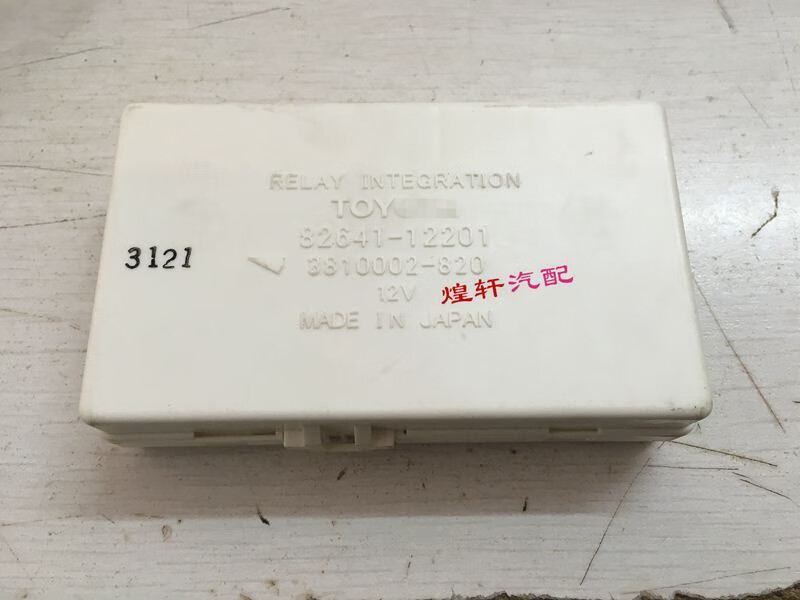 RELAY INTEGRATION
TOY
82641-12201
3121
3810002-820
12V
煌轩汽配
MADE IN JAPAN